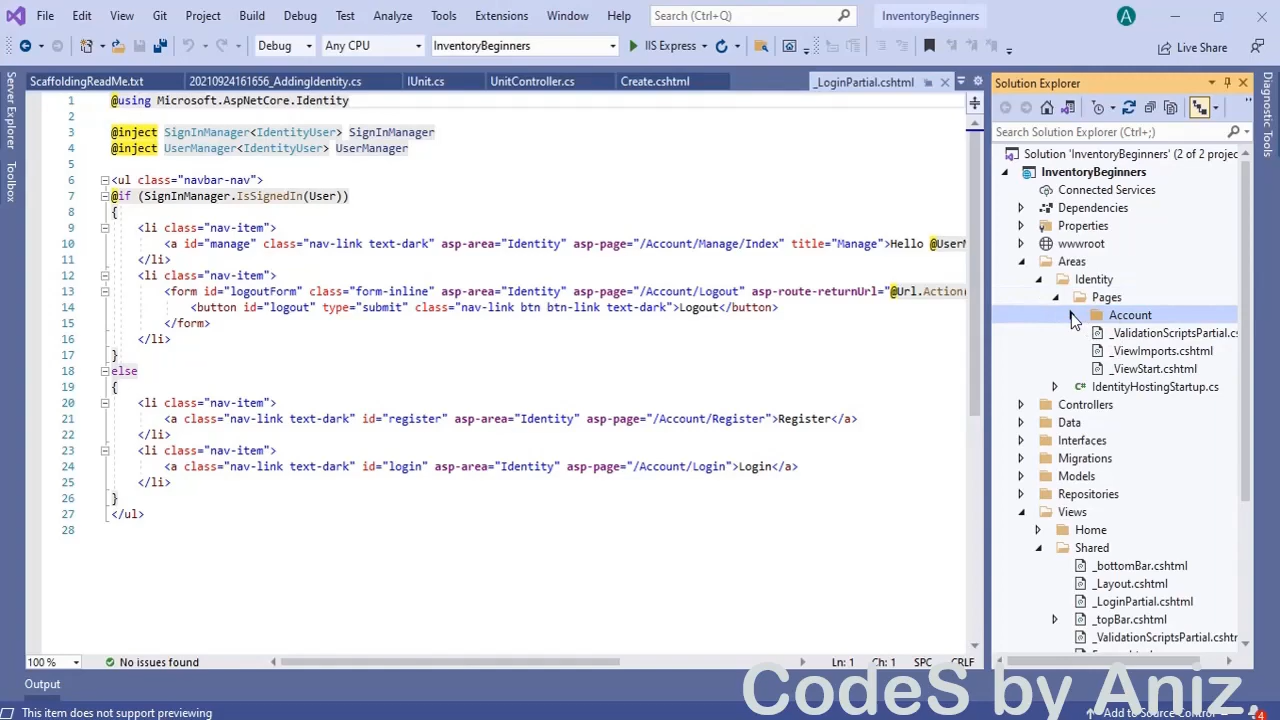 File Edit View Git Project Build Debug Test Analyze Tools Extensions Window Help Search (Ctrl+Q) InventoryBeginners A
Debug Any CPU InventoryBeginners IIS Express Live Share
Server Explorer
Toolbox
ScaffoldingReadMe.txt 20210924161656_AddingIdentity.cs IUnit.cs UnitController.cs Create.cshtml _LoginPartial.cshtml
1 @using Microsoft.AspNetCore.Identity
2
3 @inject SignInManager<IdentityUser> SignInManager
4 @inject UserManager<IdentityUser> UserManager
5
6 <ul class="navbar-nav">
7 @if (SignInManager.IsSignedIn(User))
8 {
9 <li class="nav-item">
10 <a id="manage" class="nav-link text-dark" asp-area="Identity" asp-page="/Account/Manage/Index" title="Manage">Hello @UserM
11 </li>
12 <li class="nav-item">
13 <form id="logoutForm" class="form-inline" asp-area="Identity" asp-page="/Account/Logout" asp-route-returnUrl="@Url.Action(
14 <button id="logout" type="submit" class="nav-link btn btn-link text-dark">Logout</button>
15 </form>
16 </li>
17 }
18 else
19 {
20 <li class="nav-item">
21 <a class="nav-link text-dark" id="register" asp-area="Identity" asp-page="/Account/Register">Register</a>
22 </li>
23 <li class="nav-item">
24 <a class="nav-link text-dark" id="login" asp-area="Identity" asp-page="/Account/Login">Login</a>
25 </li>
26 }
27 </ul>
28
100 % No issues found Ln: 1 Ch: 1 SPC CRLF
Solution Explorer
Search Solution Explorer (Ctrl+;)
Solution 'InventoryBeginners' (2 of 2 projec
InventoryBeginners
Connected Services
Dependencies
Properties
wwwroot
Areas
Identity
Pages
Account
_ValidationScriptsPartial.cs
_ViewImports.cshtml
_ViewStart.cshtml
C# IdentityHostingStartup.cs
Controllers
Data
Interfaces
Migrations
Models
Repositories
Views
Home
Shared
_bottomBar.cshtml
_Layout.cshtml
_LoginPartial.cshtml
_topBar.cshtml
_ValidationScriptsPartial.cshtm
Diagnostic Tools
Output
CodeS by Aniz
This item does not support previewing Add to Source Control 4